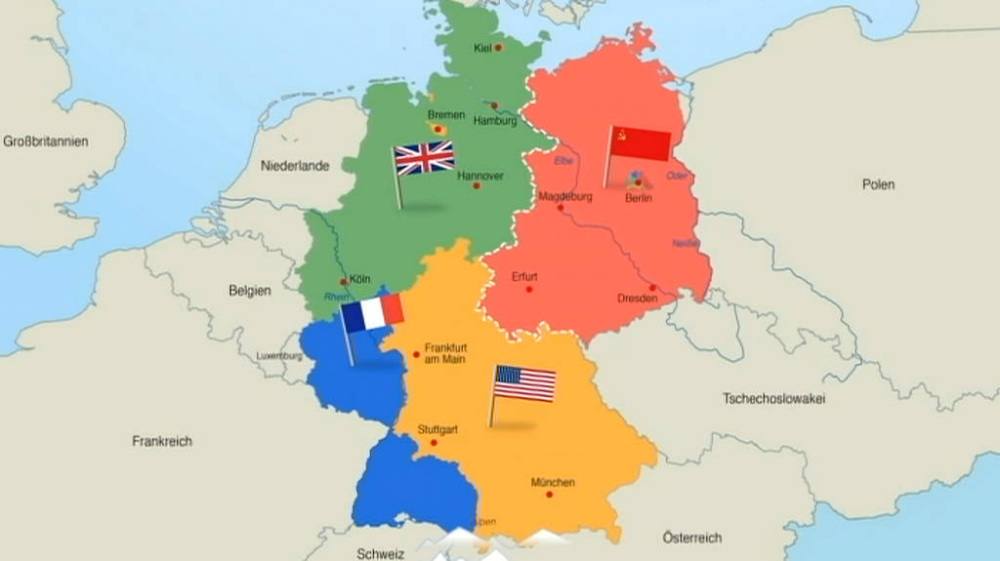 Kiel
Großbritannien
Bremen
Hamburg
Niederlande
Elbe
Hannover
Oder
Polen
Magdeburg
Berlin
Neiße
Köln
Erfurt
Belgien
Rhein
Dresden
Luxemburg
Frankfurt
am Main
Tschechoslowakei
Stuttgart
Frankreich
München
Alpen
Österreich
Schweiz